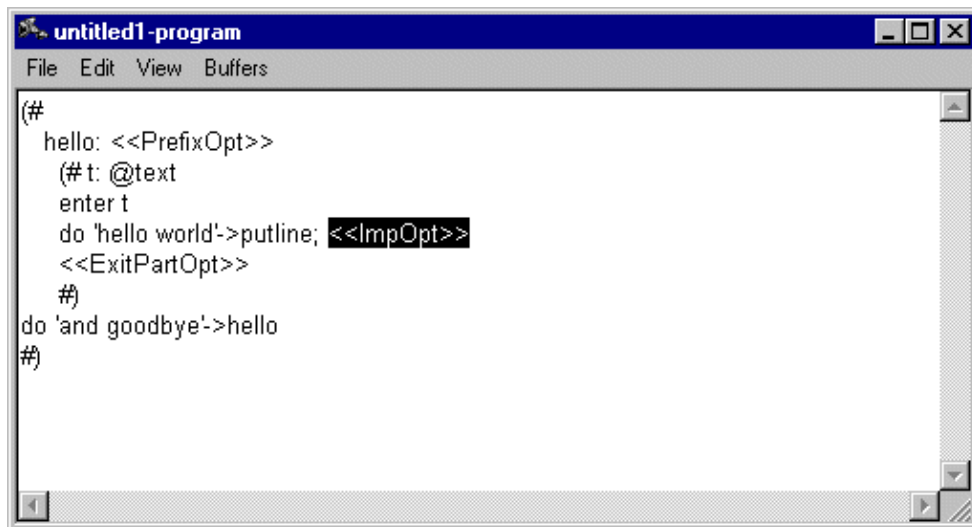 untitled1-program
File Edit View Buffers
(#
hello: <<PrefixOpt>>
(# t: @text
enter t
do 'hello world'->putline; <<ImpOpt>>
<<ExitPartOpt>>
#)
do 'and goodbye'->hello
#)